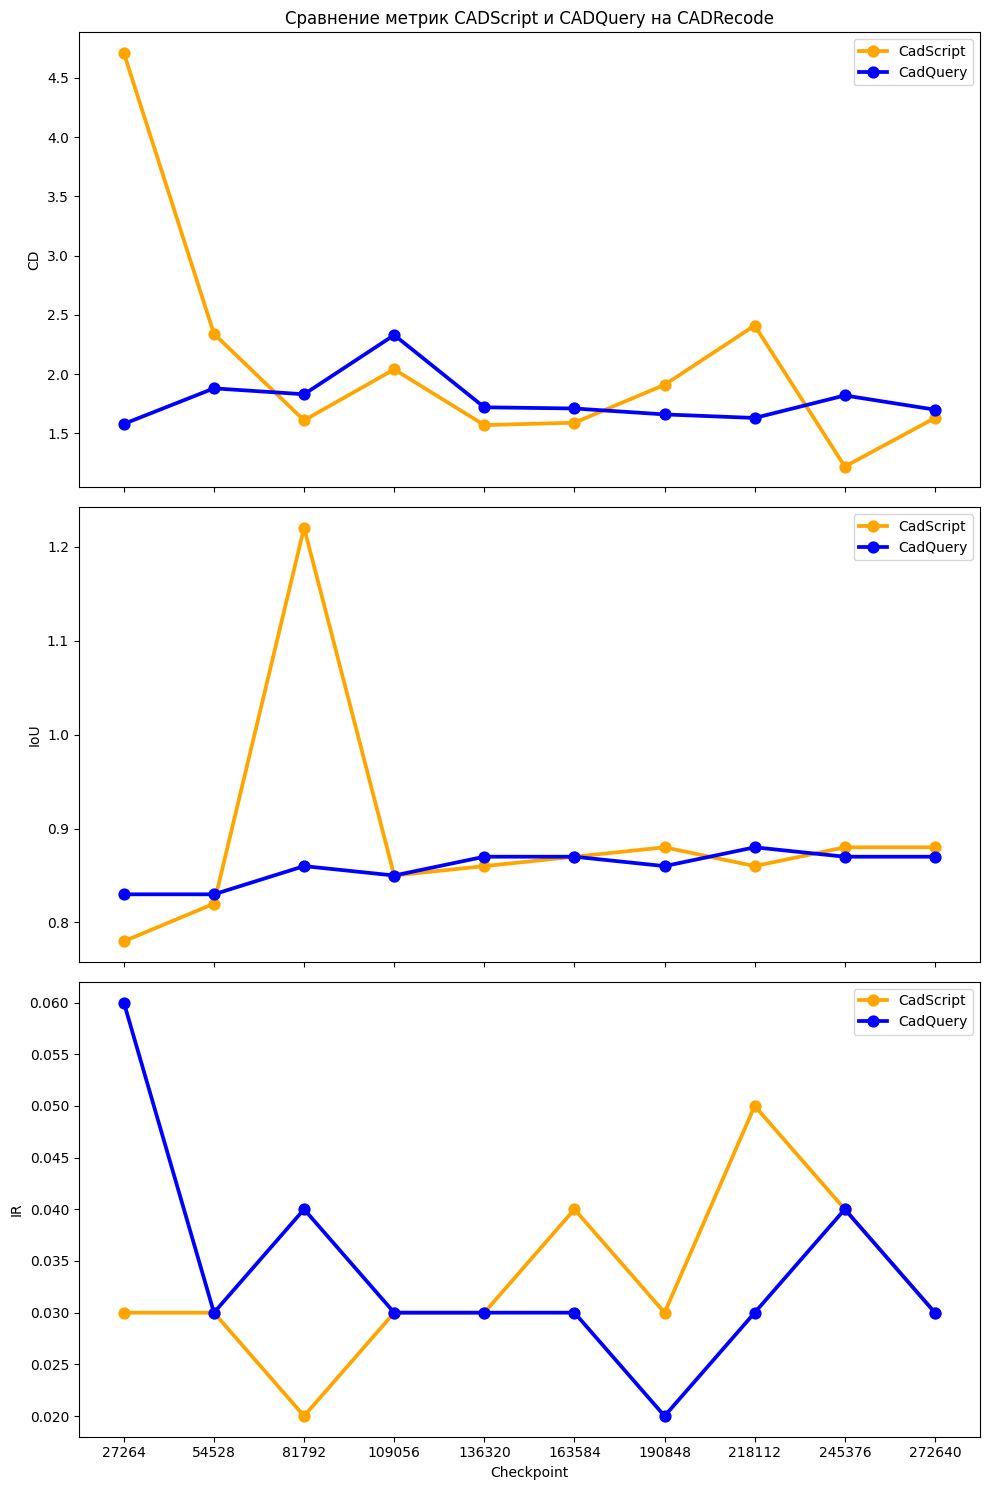 Сравнение метрик CADScript и CADQuery на CADRecode
CadScript
CadQuery
4.5
4.0
3.5
3.0
2.5
2.0
1.5
CD
CadScript
CadQuery
1.2
1.1
1.0
0.9
0.8
IoU
CadScript
CadQuery
0.060
0.055
0.050
0.045
0.040
0.035
0.030
0.025
0.020
IR
27264 54528 81792 109056 136320 163584 190848 218112 245376 272640
Checkpoint